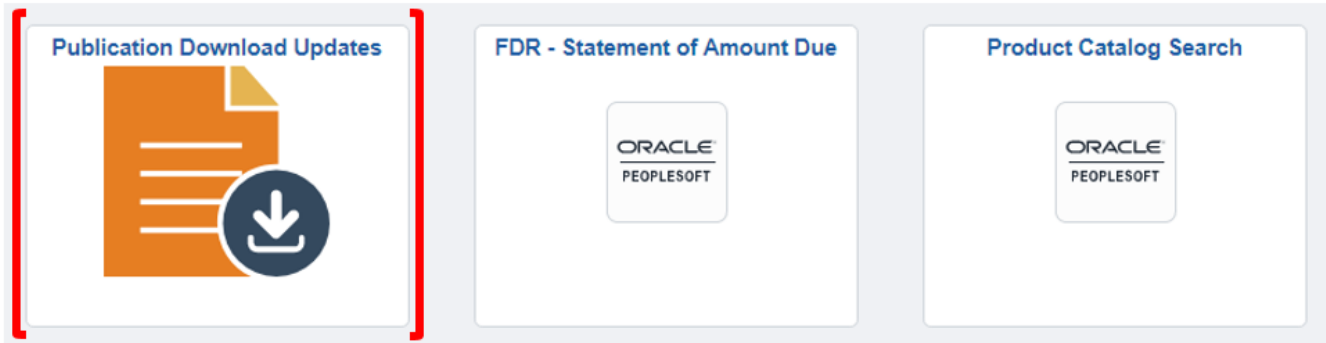 Publication Download Updates
FDR - Statement of Amount Due
Product Catalog Search
ORACLE
PEOPLESOFT
ORACLE
PEOPLESOFT